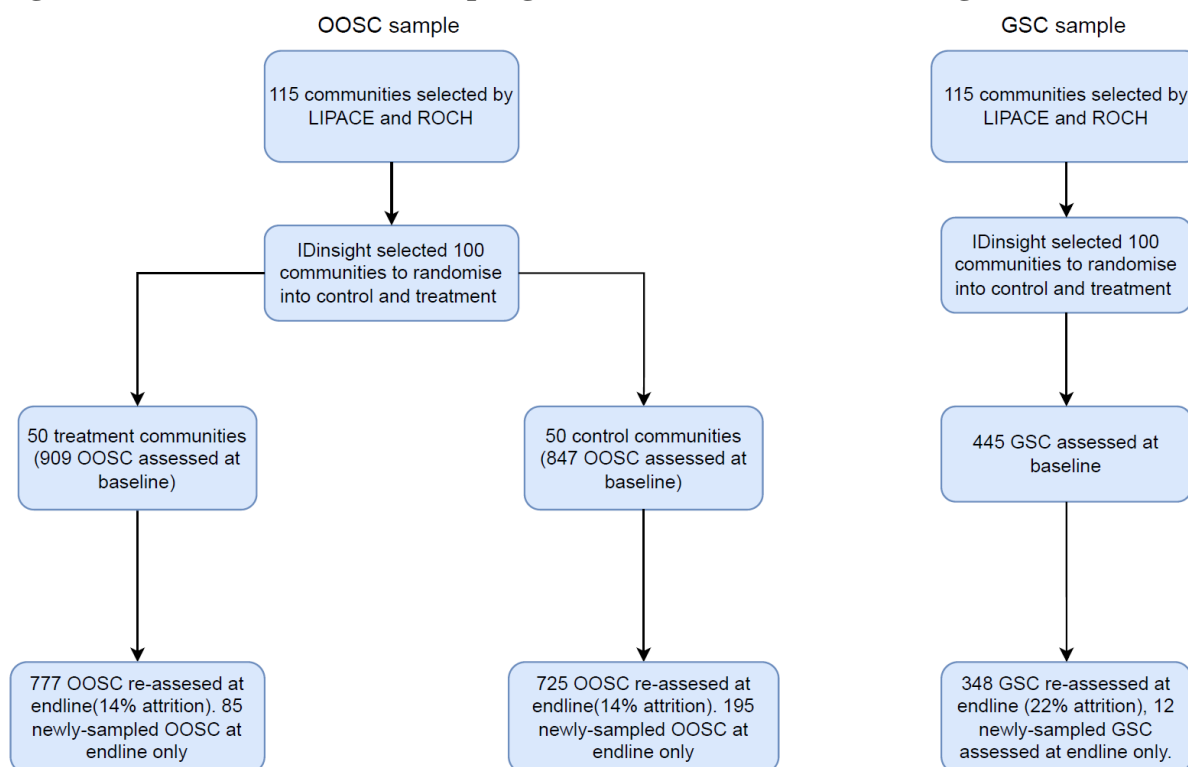 OOSC sample
115 communities selected by
LIPACE and ROCH
IDinsight selected 100
communities to randomise
into control and treatment
50 treatment communities
(909 OOSC assessed at
baseline)
50 control communities
(847 OOSC assessed at
baseline)
777 OOSC re-assesed at
endline(14% attrition). 85
newly-sampled OOSC at
endline only
725 OOSC re-assesed at
endline(14% attrition). 195
newly-sampled OOSC at
endline only
GSC sample
115 communities selected by
LIPACE and ROCH
IDinsight selected 100
communities to randomise
into control and treatment
445 GSC assessed at
baseline
348 GSC re-assessed at
endline (22% attrition), 12
newly-sampled GSC
assessed at endline only.